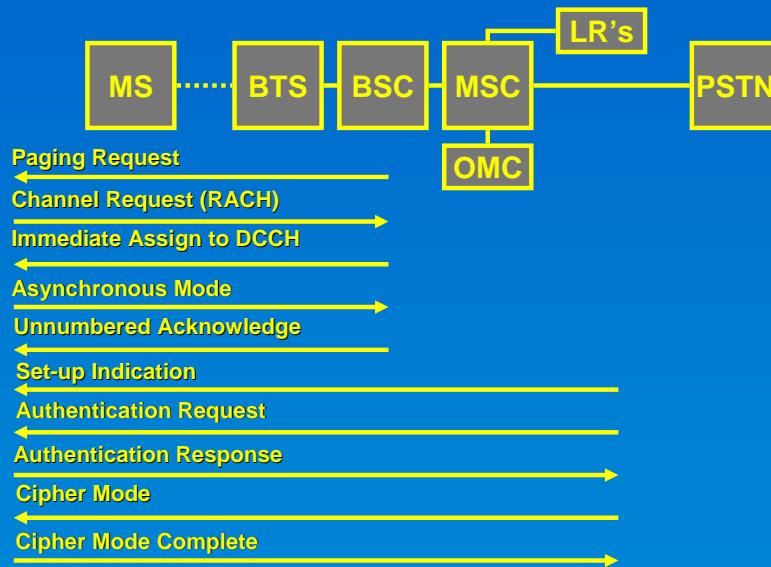 LR's
MS
BTS
BSC
MSC
PSTN
OMC
Paging Request
Channel Request (RACH)
Immediate Assign to DCCH
Asynchronous Mode
Unnumbered Acknowledge
Set-up Indication
Authentication Request
Authentication Response
Cipher Mode
Cipher Mode Complete